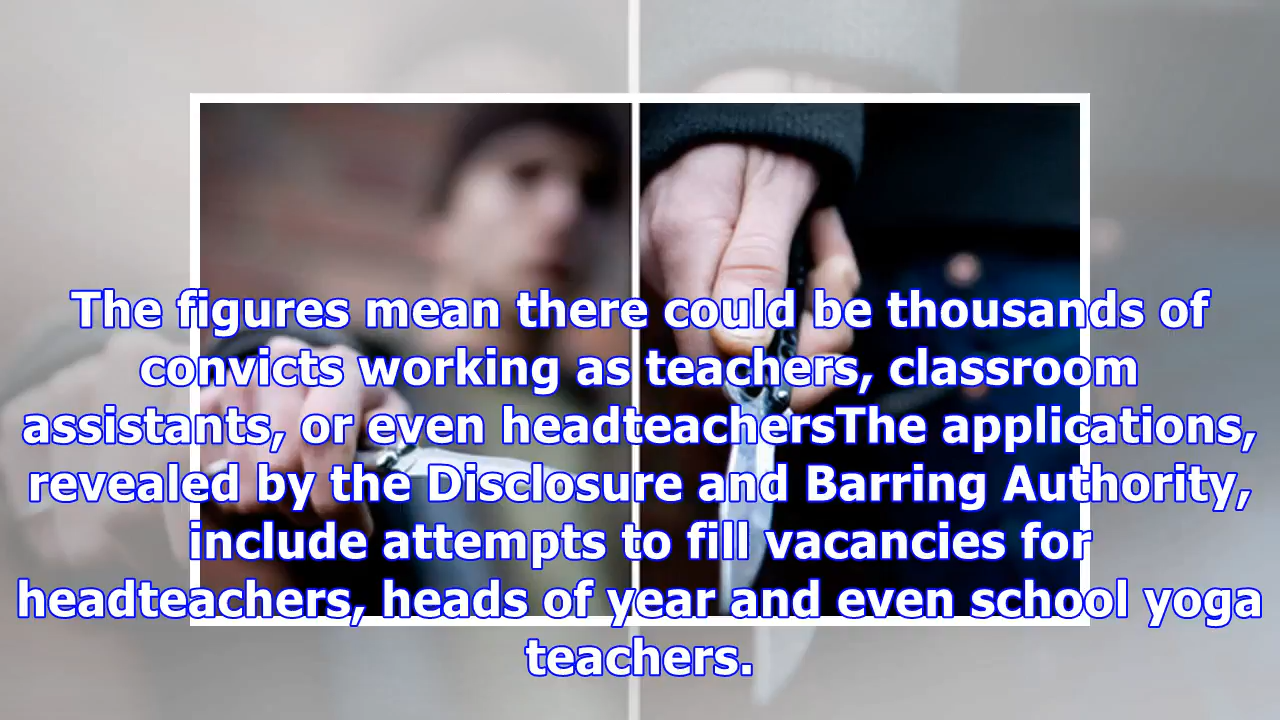 The figures mean there could be thousands of
convicts working as teachers, classroom
assistants, or even headteachersThe applications,
revealed by the Disclosure and Barring Authority,
include attempts to fill vacancies for
headteachers, heads of year and even school yoga
teachers.